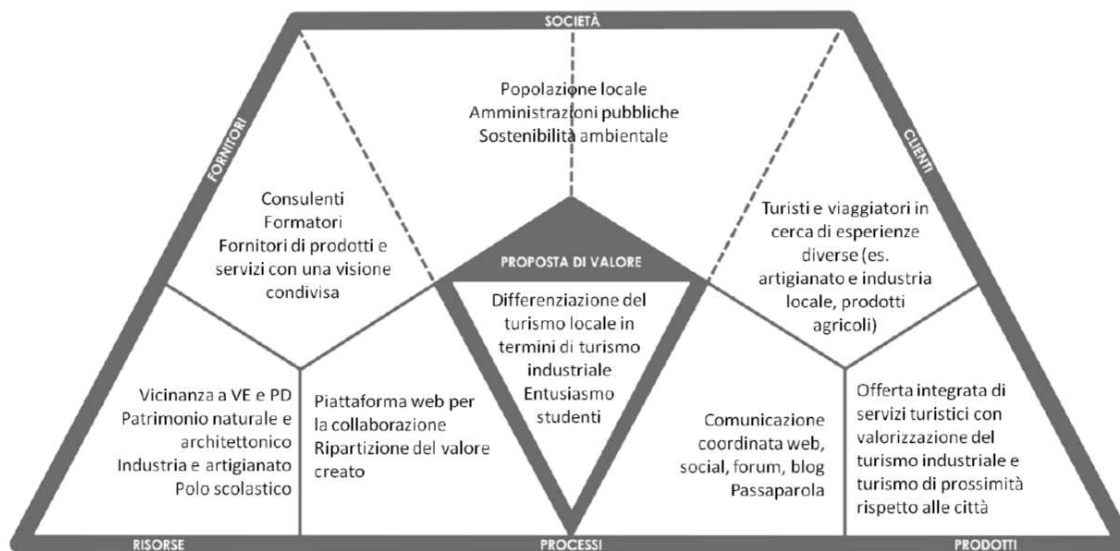 SOCIETÀ
Popolazione locale
Amministrazioni pubbliche
Sostenibilità ambientale
FORNITORI
Consulenti
Formatori
Fornitori di prodotti e
servizi con una visione
condivisa
CLIENTI
Turisti e viaggiatori in
cerca di esperienze
diverse (es.
artigianato e industria
locale, prodotti
agricoli)
PROPOSTA DI VALORE
Differenziazione del
turismo locale in
termini di turismo
industriale
Entusiasmo
studenti
Vicinanza a VE e PD
Patrimonio naturale e
architettonico
Industria e artigianato
Polo scolastico
Piattaforma web per
la collaborazione
Ripartizione del valore
creato
Comunicazione
coordinata web,
social, forum, blog
Passaparola
Offerta integrata di
servizi turistici con
valorizzazione del
turismo industriale e
turismo di prossimità
rispetto alle città
RISORSE
PROCESSI
PRODOTTI